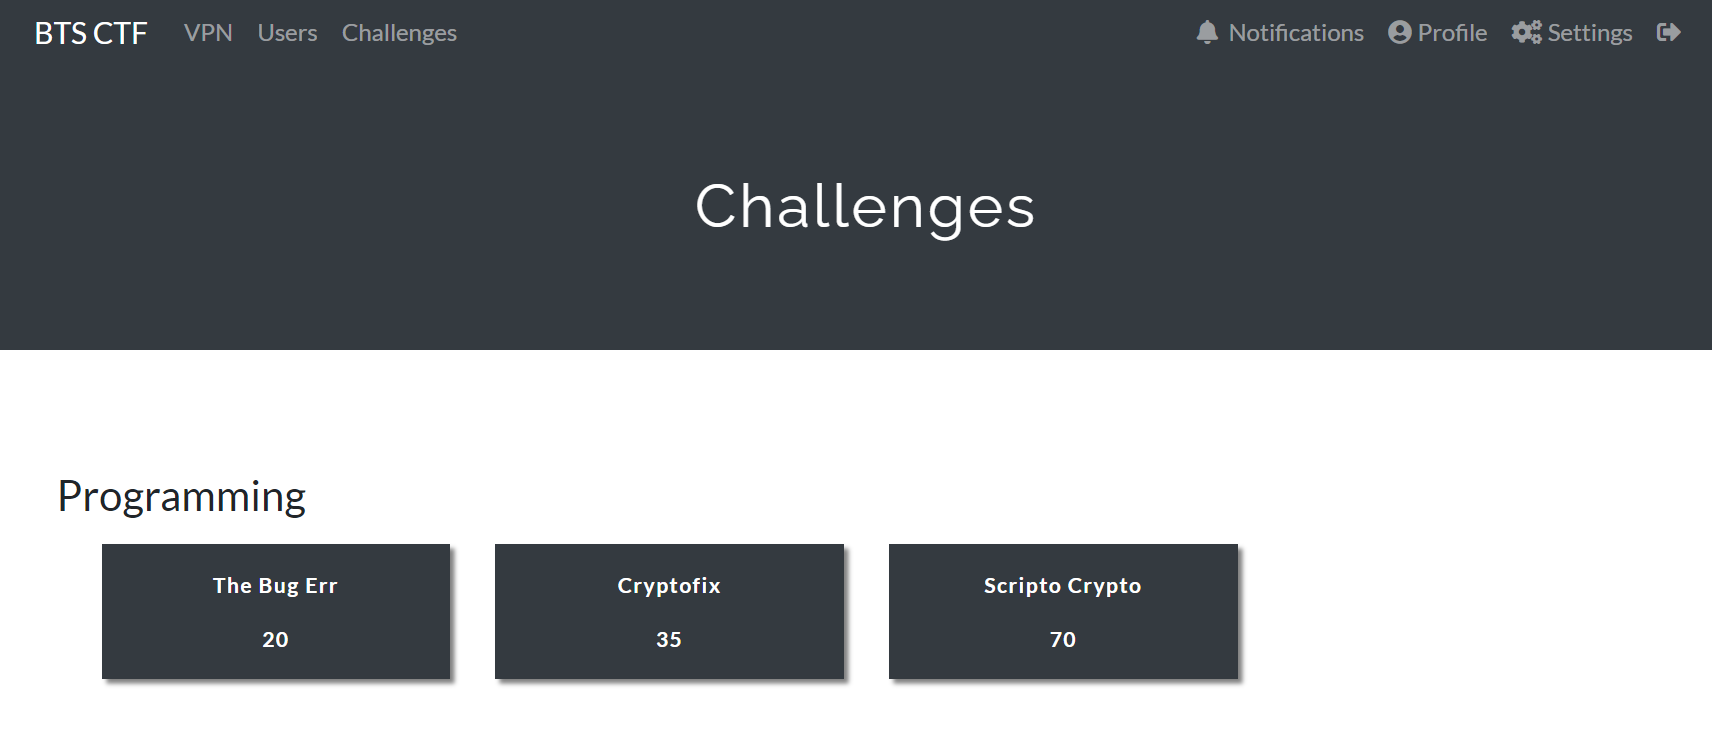 BTS CTF VPN Users Challenges Notifications Profile Settings
Challenges
Programming
The Bug Err Cryptofix Scripto Crypto
20 35 70